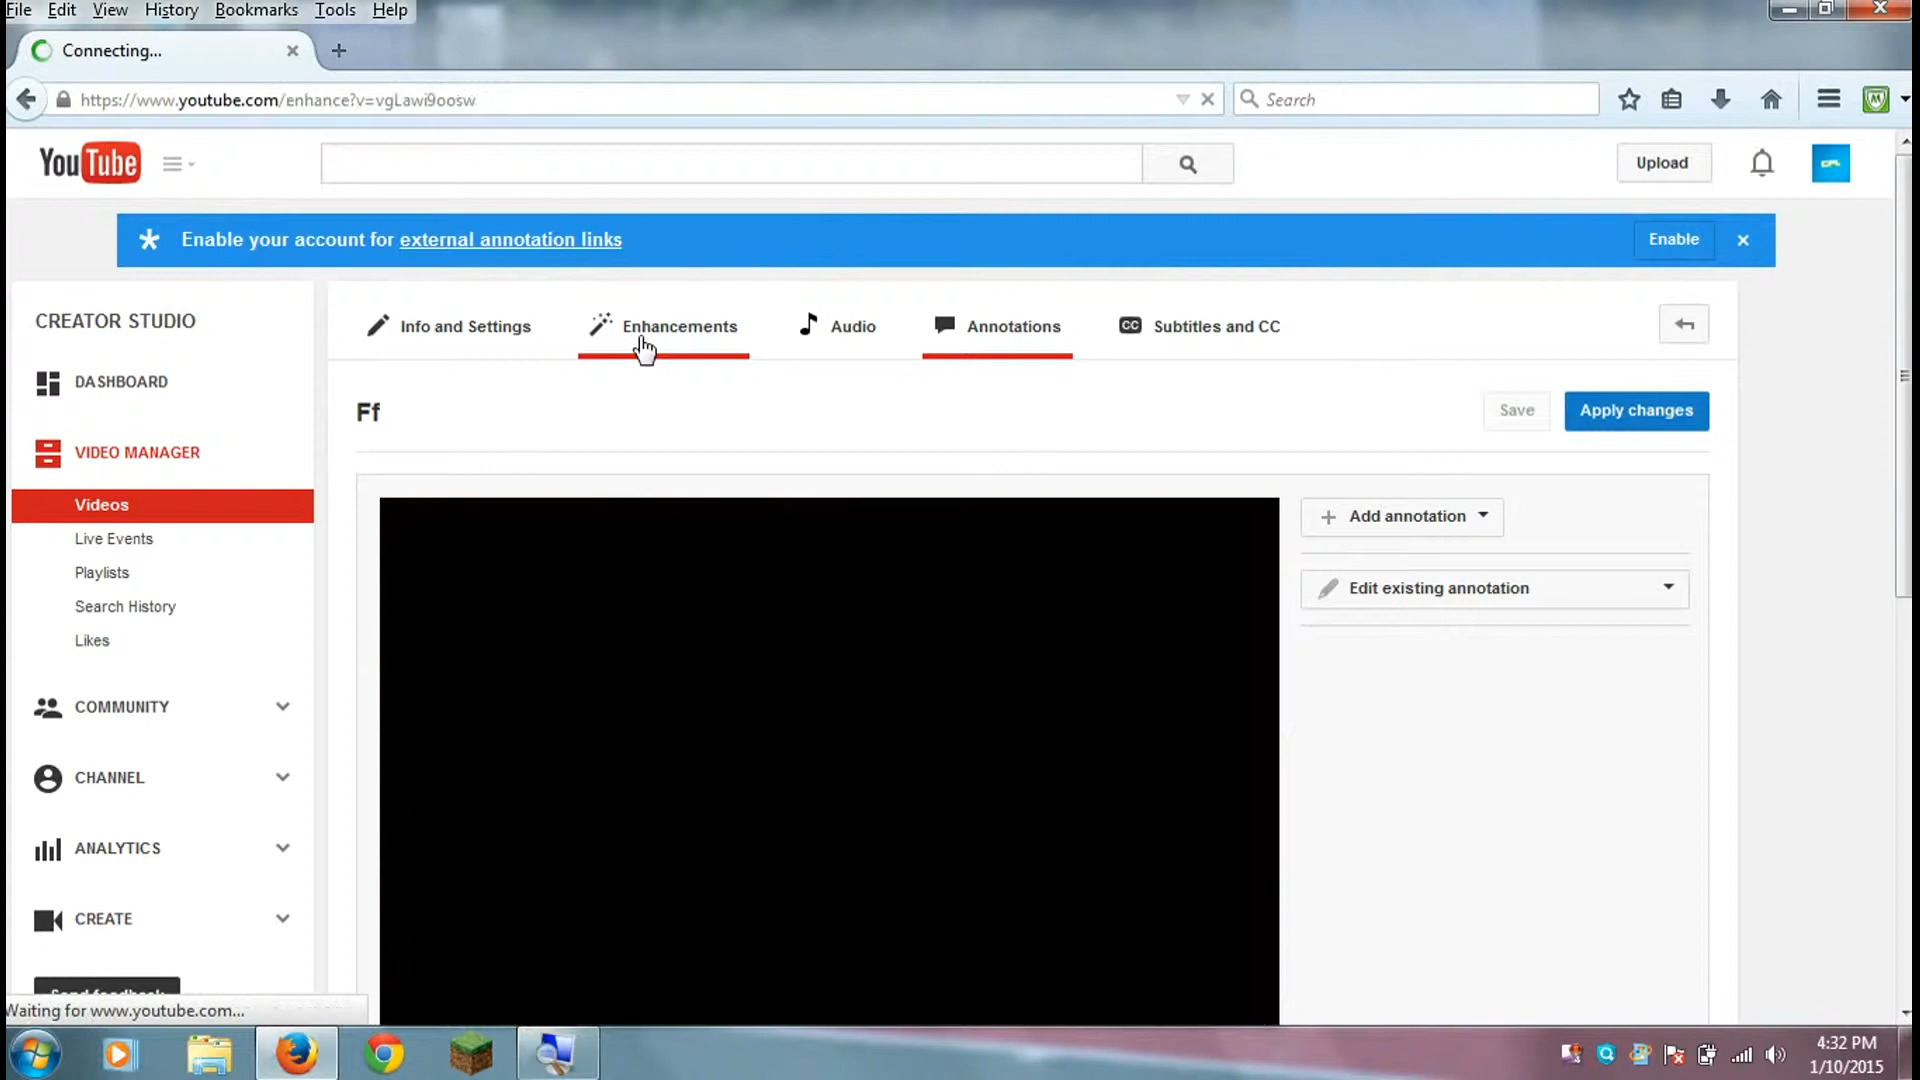 File Edit View History Bookmarks Tools Help
Connecting...
https://www.youtube.com/enhance?v=vgLawi9oosw
Search
YouTube
Upload
Enable your account for external annotation links
Enable
CREATOR STUDIO
Info and Settings
Enhancements
Audio
Annotations
CC Subtitles and CC
DASHBOARD
Ff
Save
Apply changes
VIDEO MANAGER
Videos
Live Events
Playlists
Search History
Likes
Add annotation
Edit existing annotation
COMMUNITY
CHANNEL
ANALYTICS
CREATE
Send feedback
Waiting for www.youtube.com...
4:32 PM
1/10/2015